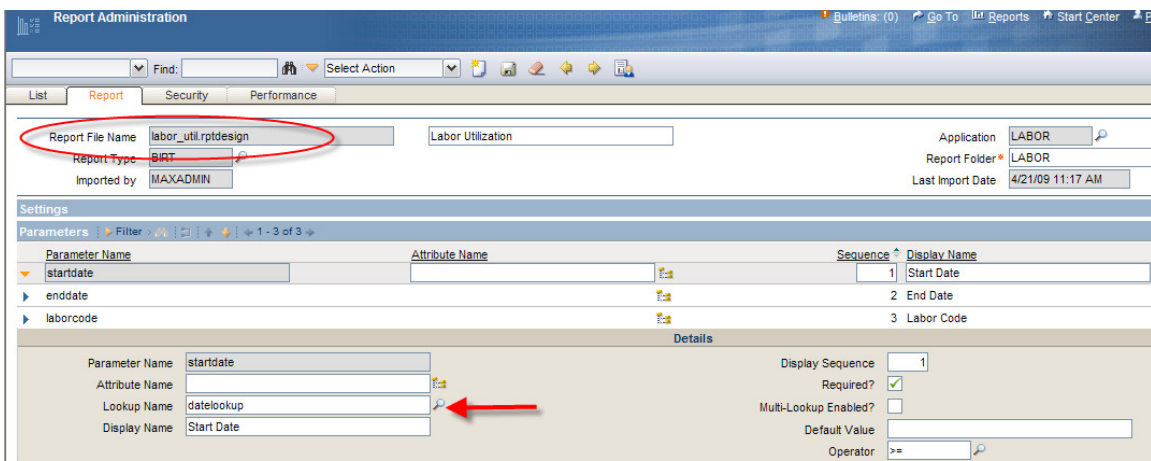 Report Administration
Bulletins: (0) Go To Reports Start Center
Find: Select Action
List Report Security Performance
Report File Name labor_util.rptdesign Labor Utilization Application LABOR
Report Type BIRT Report Folder* LABOR
Imported by MAXADMIN Last Import Date 4/21/09 11:17 AM
Settings
Parameters Filter 1 - 3 of 3
Parameter Name Attribute Name Sequence Display Name
startdate 1 Start Date
enddate 2 End Date
laborcode 3 Labor Code
Details
Parameter Name startdate Display Sequence 1
Attribute Name Required?
Lookup Name datelookup Multi-Lookup Enabled?
Display Name Start Date Default Value
Operator >=